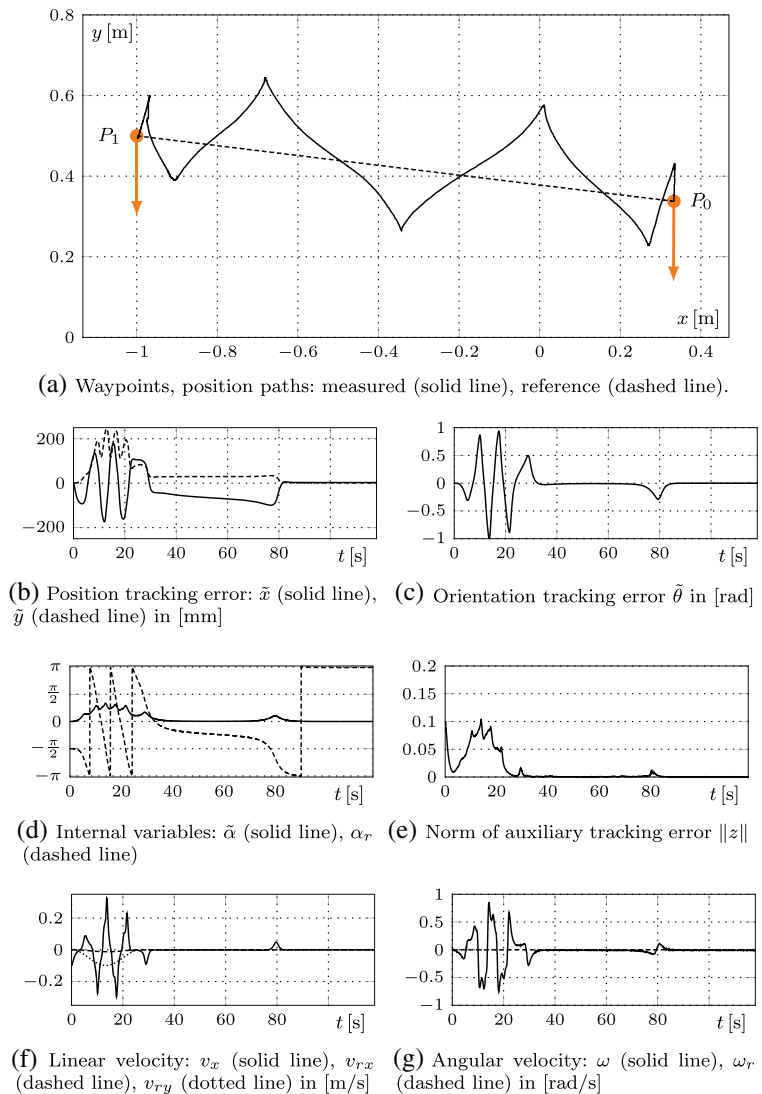 0.8
y [m]
0.6
P1
0.4
P0
0.2
x [m]
0
−1 −0.8 −0.6 −0.4 −0.2 0 0.2 0.4
(a) Waypoints, position paths: measured (solid line), reference (dashed line).
200
0
−200
0 20 40 60 80
t [s]
(b) Position tracking error: x̃ (solid line),
ỹ (dashed line) in [mm]
1
0.5
0
−0.5
−1
0 20 40 60 80
t [s]
(c) Orientation tracking error θ̃ in [rad]
π
π/2
0
−π/2
−π
20 40 60 80
t [s]
(d) Internal variables: α̃ (solid line), αr
(dashed line)
0.2
0.15
0.1
0.05
0
0 20 40 60 80
t [s]
(e) Norm of auxiliary tracking error ‖z‖
0.2
0
−0.2
0 20 40 60 80
t [s]
(f) Linear velocity: vx (solid line), vrx
(dashed line), vry (dotted line) in [m/s]
1
0.5
0
−0.5
−1
0 20 40 60 80
t [s]
(g) Angular velocity: ω (solid line), ωr
(dashed line) in [rad/s]